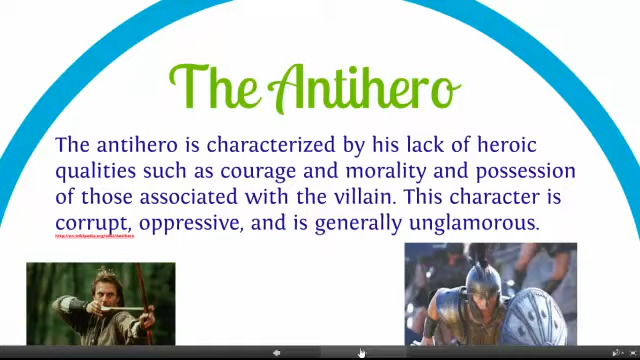 The Antihero
The antihero is characterized by his lack of heroic
qualities such as courage and morality and possession
of those associated with the villain. This character is
corrupt, oppressive, and is generally unglamorous.